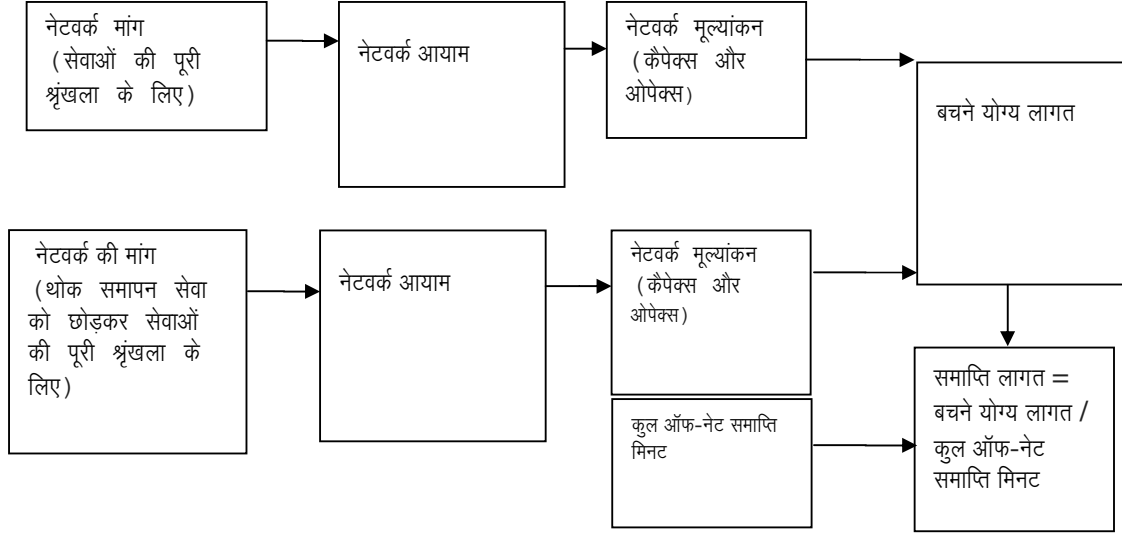 नेटवर्क मांग
(सेवाओं की पूरी
श्रृंखला के लिए)
नेटवर्क आयाम
नेटवर्क मूल्यांकन
(कैपेक्स और
ओपेक्स)
बचने योग्य लागत
नेटवर्क की मांग
(थोक समापन सेवा
को छोड़कर सेवाओं
की पूरी श्रृंखला के
लिए)
नेटवर्क आयाम
नेटवर्क मूल्यांकन
(कैपेक्स और
ओपेक्स)
कुल ऑफ-नेट समाप्ति
मिनट
समाप्ति लागत =
बचने योग्य लागत /
कुल ऑफ-नेट
समाप्ति मिनट